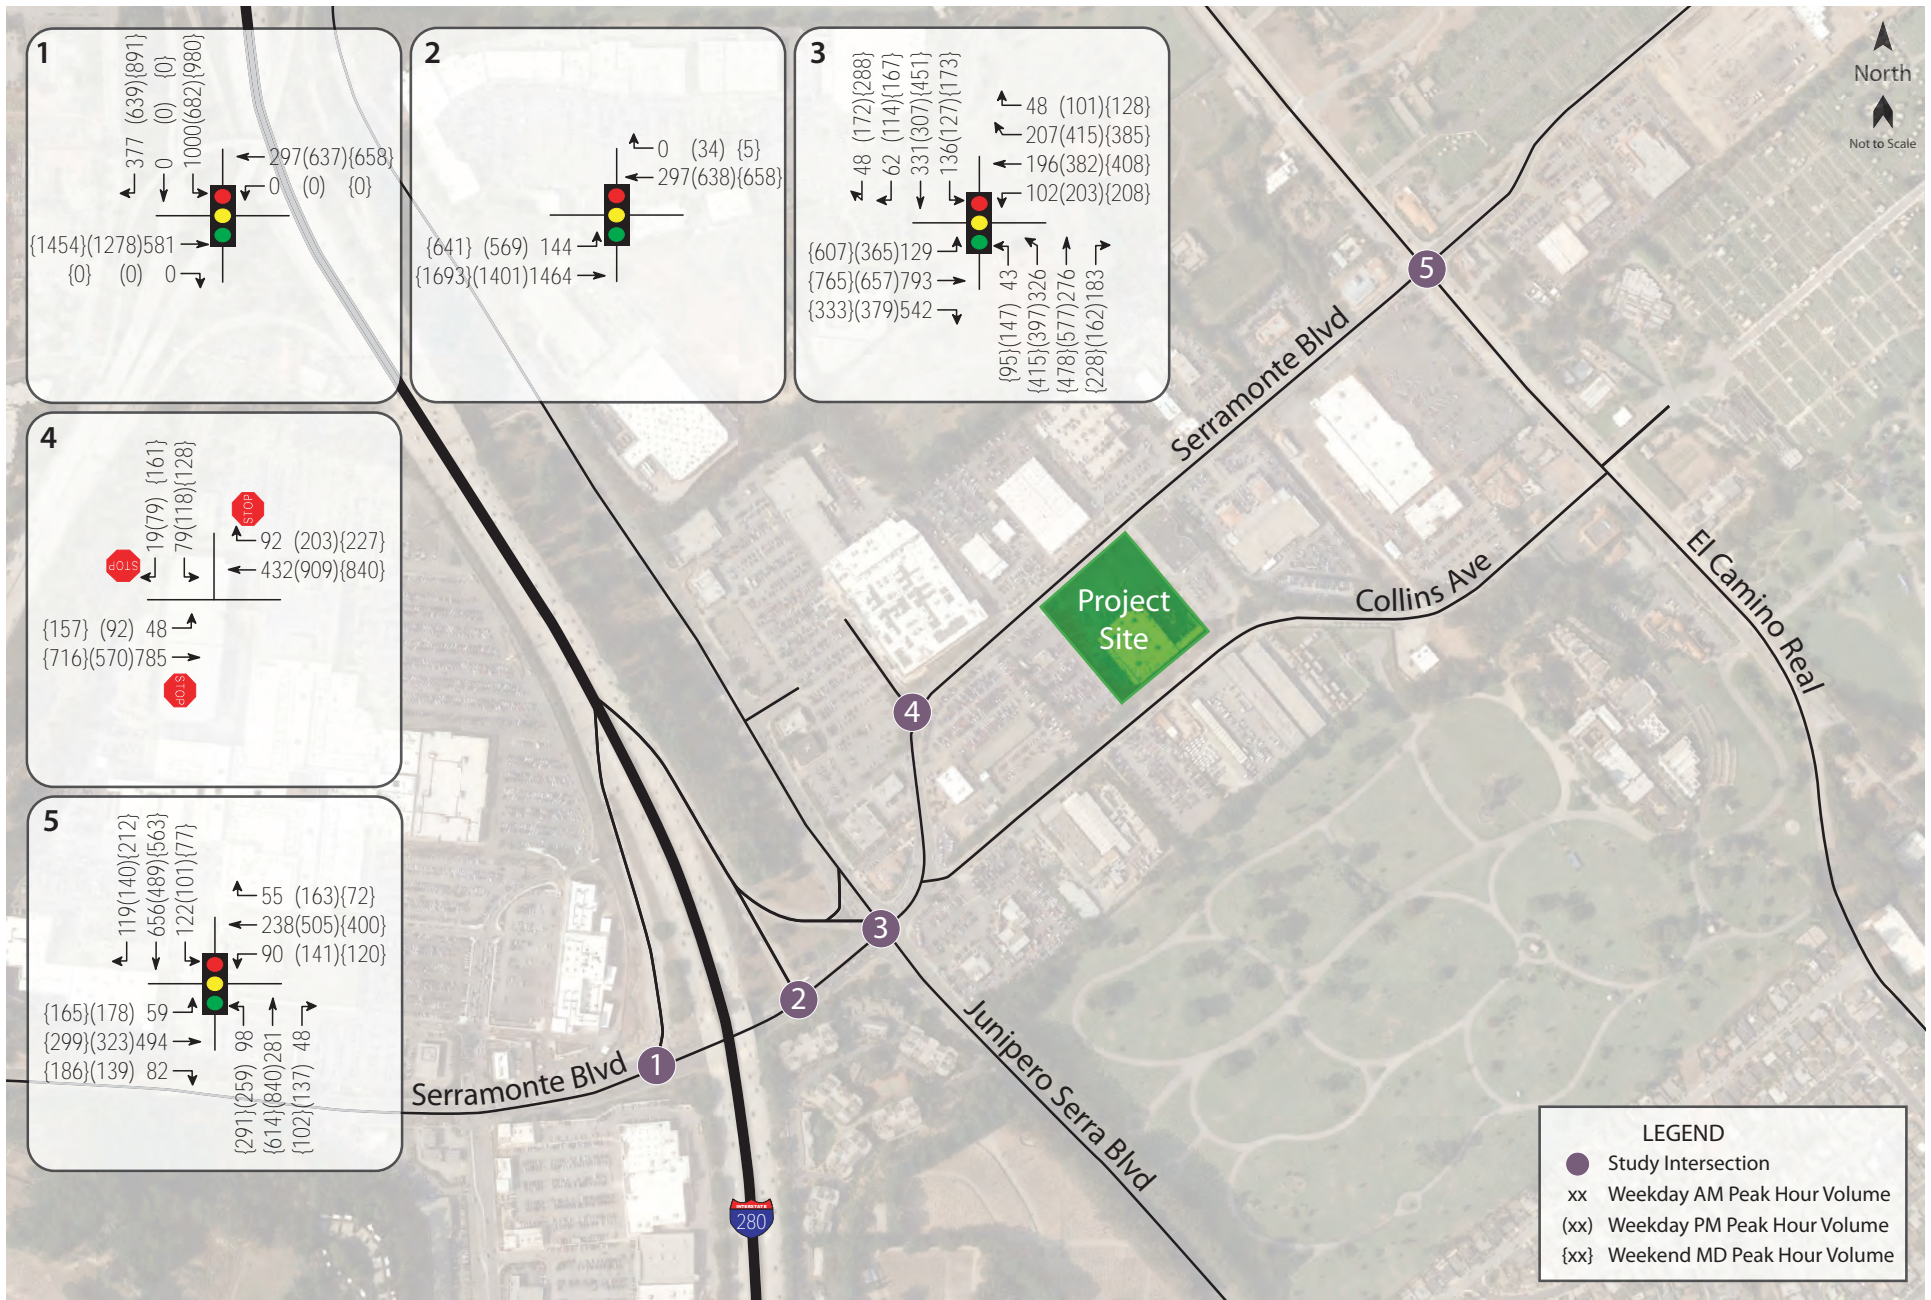 1
377 (639){891}
0 (0) {0}
1000(682){980}
297(637){658}
0 (0) {0}
{1454}(1278)581
{0} (0) 0
2
0 (34) {5}
297(638){658}
{641} (569) 144
{1693}(1401)1464
3
48 (172){288}
62 (114){167}
331(307){451}
136(127){173}
48 (101){128}
207(415){385}
196(382){408}
102(203){208}
{607}(365)129
{765}(657)793
{333}(379)542
{95}(147) 43
{415}(397)326
{478}(577)276
{228}(162)183
North
Not to Scale
4
19(79) {161}
79(118){128}
STOP
92 (203){227}
432(909){840}
STOP
{157} (92) 48
{716}(570)785
STOP
5
119(140){212}
656(489){563}
122(101){77}
55 (163){72}
238(505){400}
90 (141){120}
{165}(178) 59
{299}(323)494
{186}(139) 82
{291}(259) 98
{614}(840)281
{102}(137) 48
5
Serramonte Blvd
Project
Site
Collins Ave
El Camino Real
4
3
2
1
Serramonte Blvd
Junipero Serra Blvd
INTERSTATE
280
LEGEND
Study Intersection
xx Weekday AM Peak Hour Volume
(xx) Weekday PM Peak Hour Volume
{xx} Weekend MD Peak Hour Volume